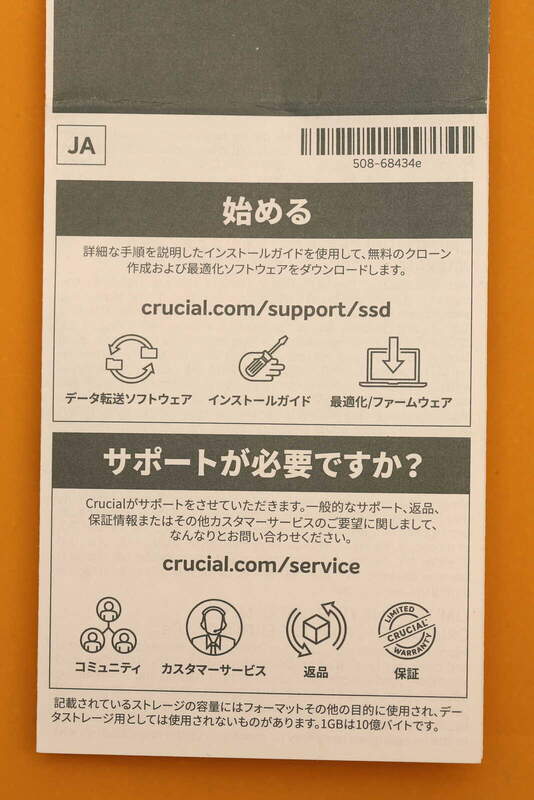 JA
508-68434e
始める
詳細な手順を説明したインストールガイドを使用して、無料のクローン
作成および最適化ソフトウェアをダウンロードします。
crucial.com/support/ssd
データ転送ソフトウェア インストールガイド 最適化/ファームウェア
サポートが必要ですか？
Crucialがサポートをさせていただきます。一般的なサポート、返品、
保証情報またはその他カスタマーサービスのご要望に関しまして、
なんなりとお問い合わせください。
crucial.com/service
LIMITED
CRUCIAL
WARRANTY
コミュニティ カスタマーサービス 返品 保証
記載されているストレージの容量にはフォーマットその他の目的に使用され、デー
タストレージ用としては使用されないものがあります。1GBは10億バイトです。